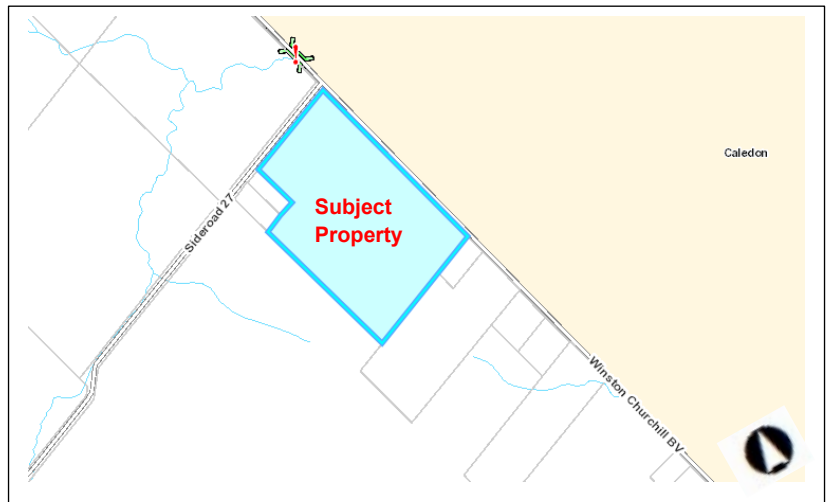 Caledon
Subject
Property
Sideroad 27
Winston Churchill BV